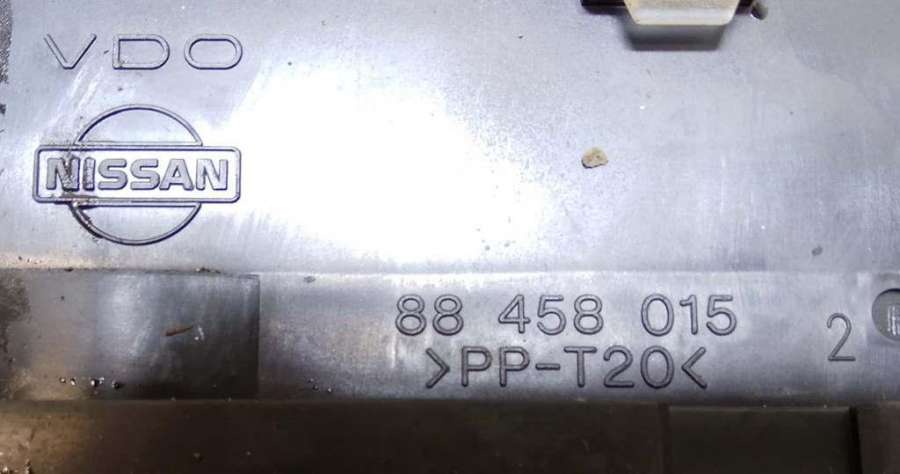 VDO
NISSAN
88 458 015
>PP-T20<
2